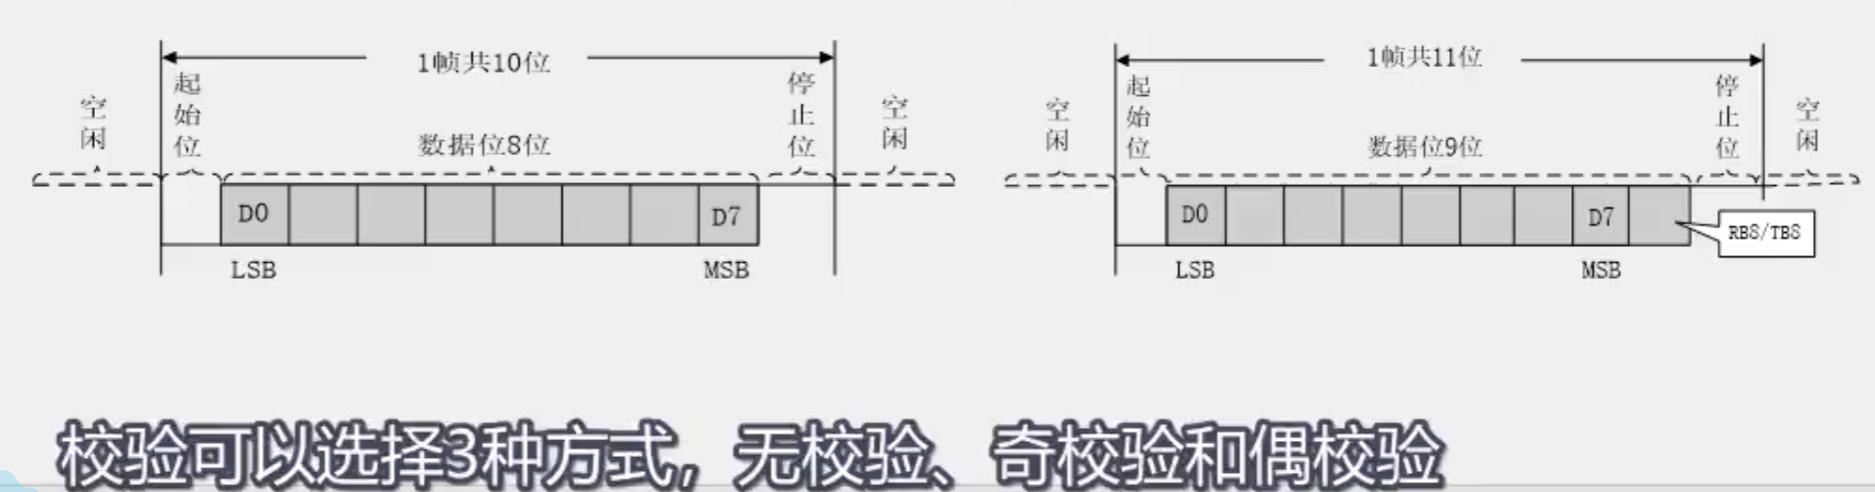 1帧共10位
空闲
起始位
数据位8位
停止位
空闲
D0
D7
LSB
MSB
1帧共11位
空闲
起始位
数据位9位
停止位
空闲
D0
D7
RB8/TB8
LSB
MSB
校验可以选择3种方式，无校验、奇校验和偶校验